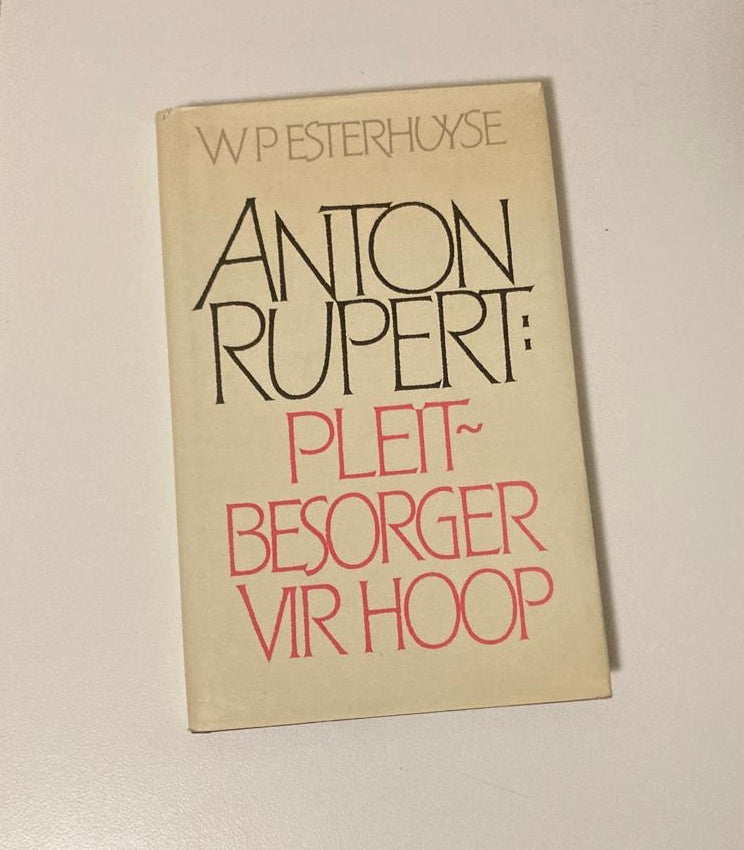 W P ESTERHUYSE
ANTON
RUPERT:
PLEIT~
BESORGER
VIR HOOP